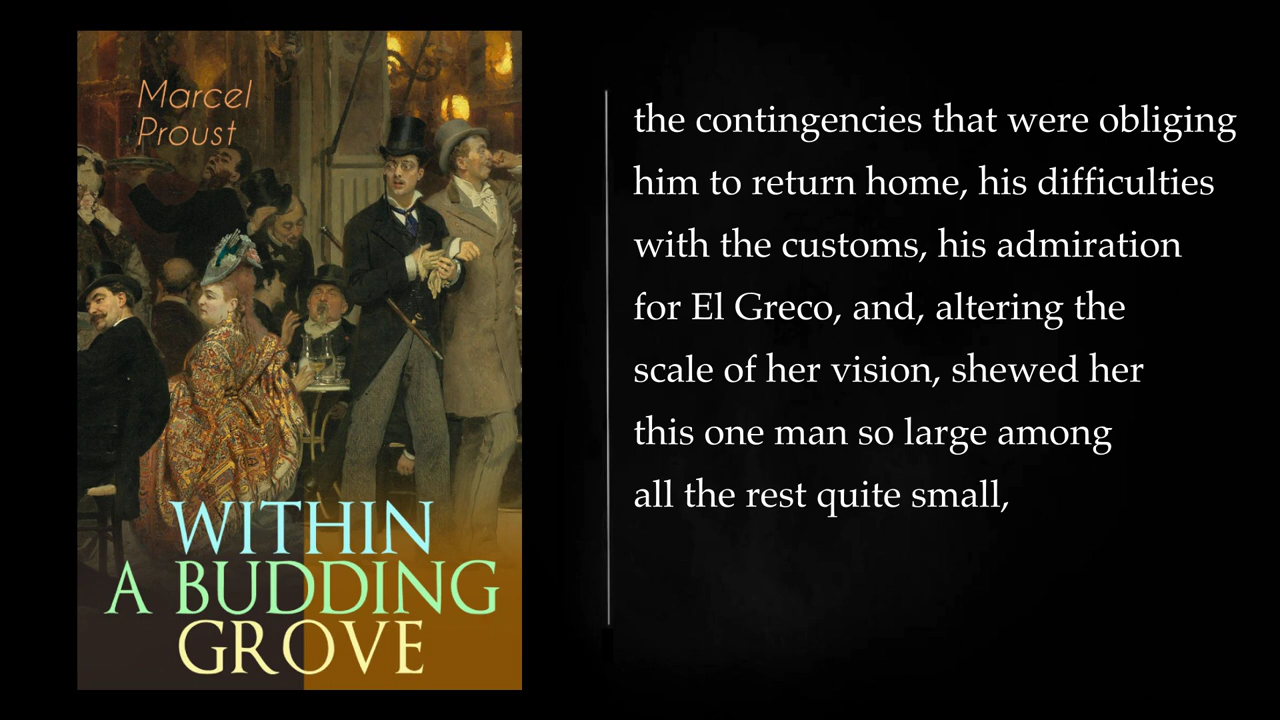 Marcel
Proust
WITHIN
A BUDDING
GROVE
the contingencies that were obliging
him to return home, his difficulties
with the customs, his admiration
for El Greco, and, altering the
scale of her vision, shewed her
this one man so large among
all the rest quite small,